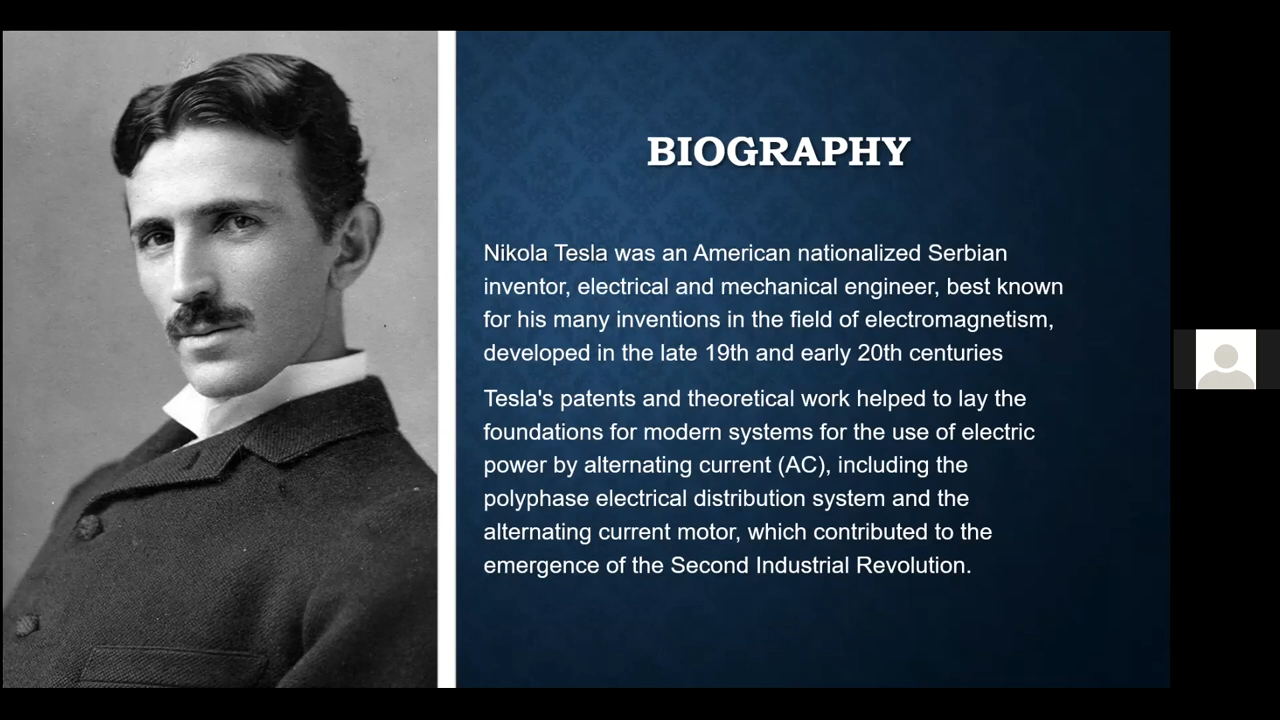 BIOGRAPHY
Nikola Tesla was an American nationalized Serbian
inventor, electrical and mechanical engineer, best known
for his many inventions in the field of electromagnetism,
developed in the late 19th and early 20th centuries
Tesla's patents and theoretical work helped to lay the
foundations for modern systems for the use of electric
power by alternating current (AC), including the
polyphase electrical distribution system and the
alternating current motor, which contributed to the
emergence of the Second Industrial Revolution.